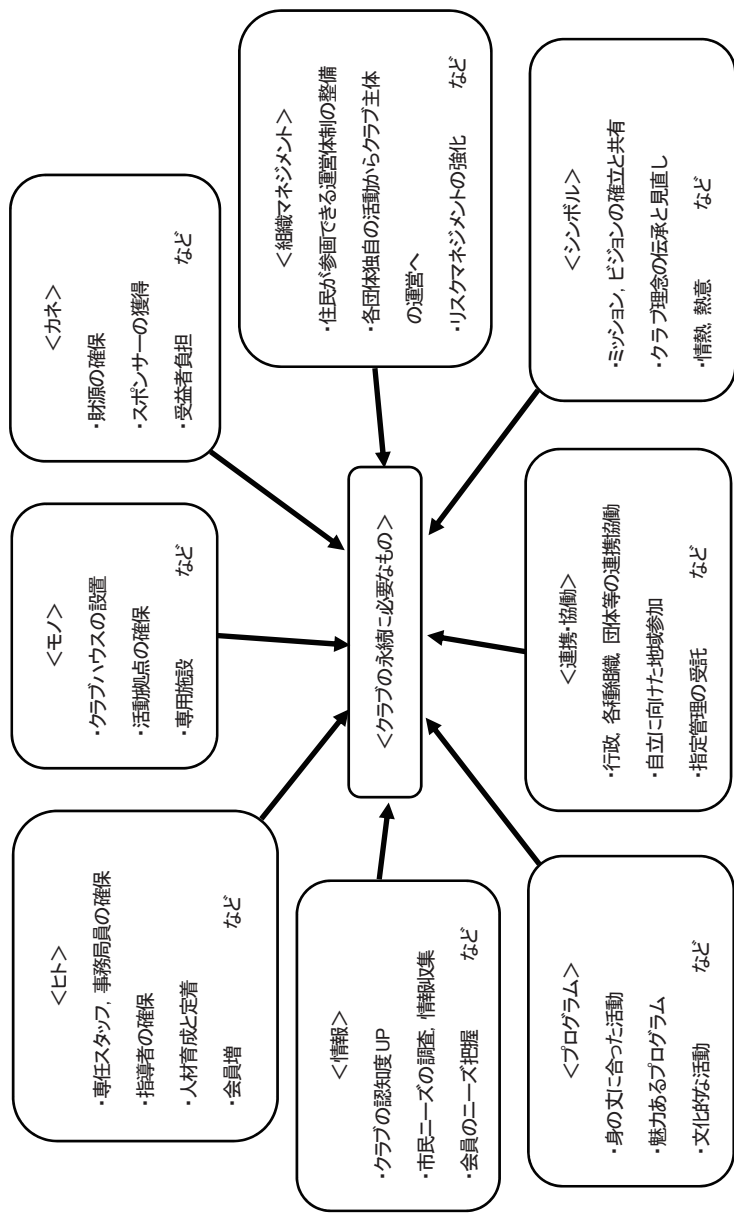 ＜ヒト＞
・専任スタッフ，事務局員の確保
・指導者の確保
・人材育成と定着
・会員増 など
＜モノ＞
・クラブハウスの設置
・活動拠点の確保
・専用施設 など
＜カネ＞
・財源の確保
・スポンサーの獲得
・受益者負担 など
＜情報＞
・クラブの認知度 UP
・市民ニーズの調査，情報収集
・会員のニーズ把握 など
＜クラブの永続に必要なもの＞
＜組織マネジメント＞
・住民が参画できる運営体制の整備
・各団体独自の活動からクラブ主体
の運営へ
・リスクマネジメントの強化 など
＜プログラム＞
・身の丈に合った活動
・魅力あるプログラム
・文化的な活動 など
＜連携・協働＞
・行政，各種組織，団体等の連携協働
・自立に向けた地域参加
・指定管理の受託 など
＜シンボル＞
・ミッション，ビジョンの確立と共有
・クラブ理念の伝承と見直し
・情熱，熱意 など